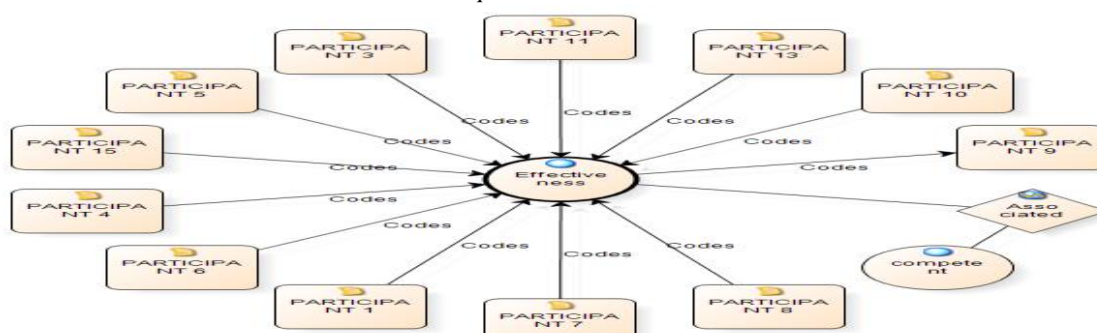 PARTICIPA
NT 11
PARTICIPA
NT 3
PARTICIPA
NT 13
PARTICIPA
NT 5
PARTICIPA
NT 10
Codes
Codes
Codes
Codes
Codes
PARTICIPA
NT 15
PARTICIPA
NT 9
Codes
Codes
Effective
ness
PARTICIPA
NT 4
Codes
Asso
ciated
PARTICIPA
NT 6
Codes
Codes
Codes
Codes
compete
nt
PARTICIPA
NT 1
PARTICIPA
NT 7
PARTICIPA
NT 8